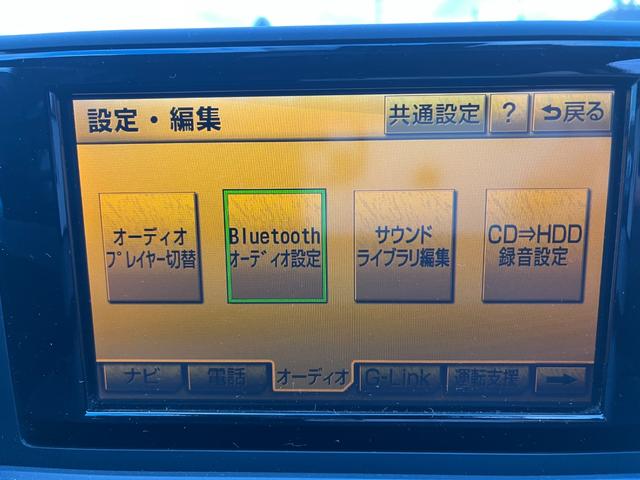 設定・編集
共通設定
?
戻る
オーディオ
プレイヤー切替
Bluetooth
オーディオ設定
サウンド
ライブラリ編集
CD⇒HDD
録音設定
ナビ
電話
オーディオ
G-Link
運転支援